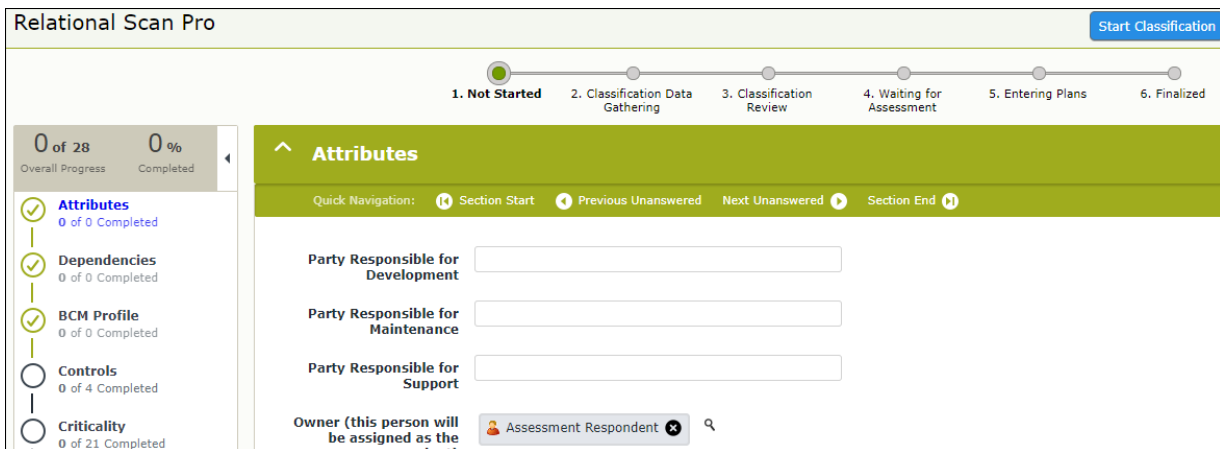 Relational Scan Pro
Start Classification
1. Not Started
2. Classification Data
Gathering
3. Classification
Review
4. Waiting for
Assessment
5. Entering Plans
6. Finalized
0 of 28
Overall Progress
0 %
Completed
Attributes
0 of 0 Completed
Dependencies
0 of 0 Completed
BCM Profile
0 of 0 Completed
Controls
0 of 4 Completed
Criticality
0 of 21 Completed
Attributes
Quick Navigation: Section Start Previous Unanswered Next Unanswered Section End
Party Responsible for
Development
Party Responsible for
Maintenance
Party Responsible for
Support
Owner (this person will
be assigned as the
Assessment Respondent